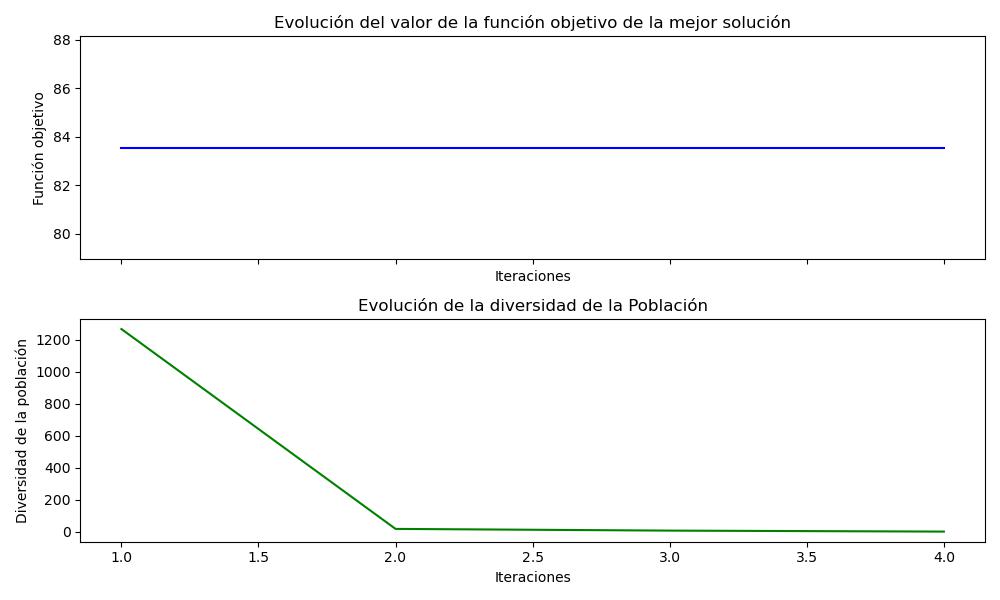 Evolución del valor de la función objetivo de la mejor solución
88
86
84
82
80
Función objetivo
Iteraciones
Evolución de la diversidad de la Población
1200
1000
800
600
400
200
0
Diversidad de la población
1.0 1.5 2.0 2.5 3.0 3.5 4.0
Iteraciones